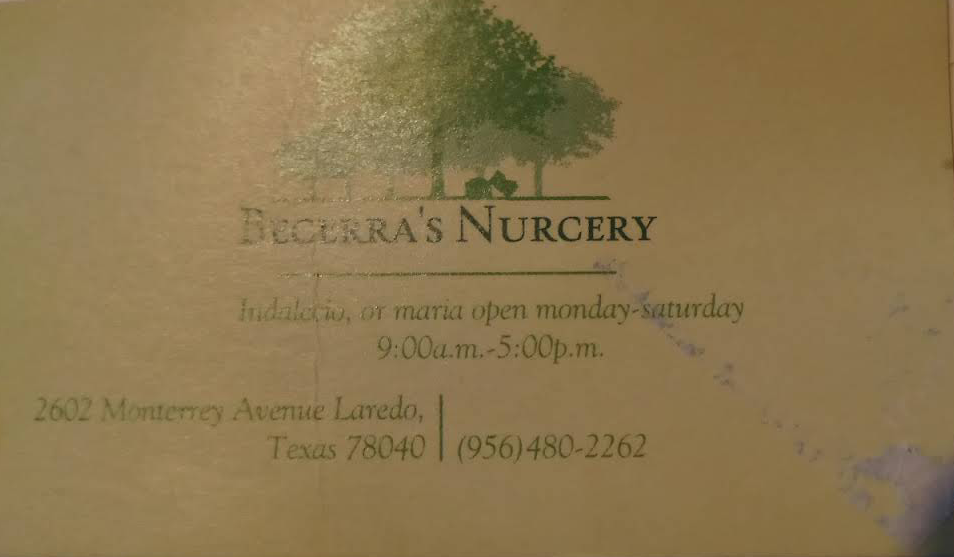 Becerra's Nurcery
Indalecio, or maria open monday-saturday
9:00a.m.-5:00p.m.
2602 Monterrey Avenue Laredo,
Texas 78040
(956)480-2262